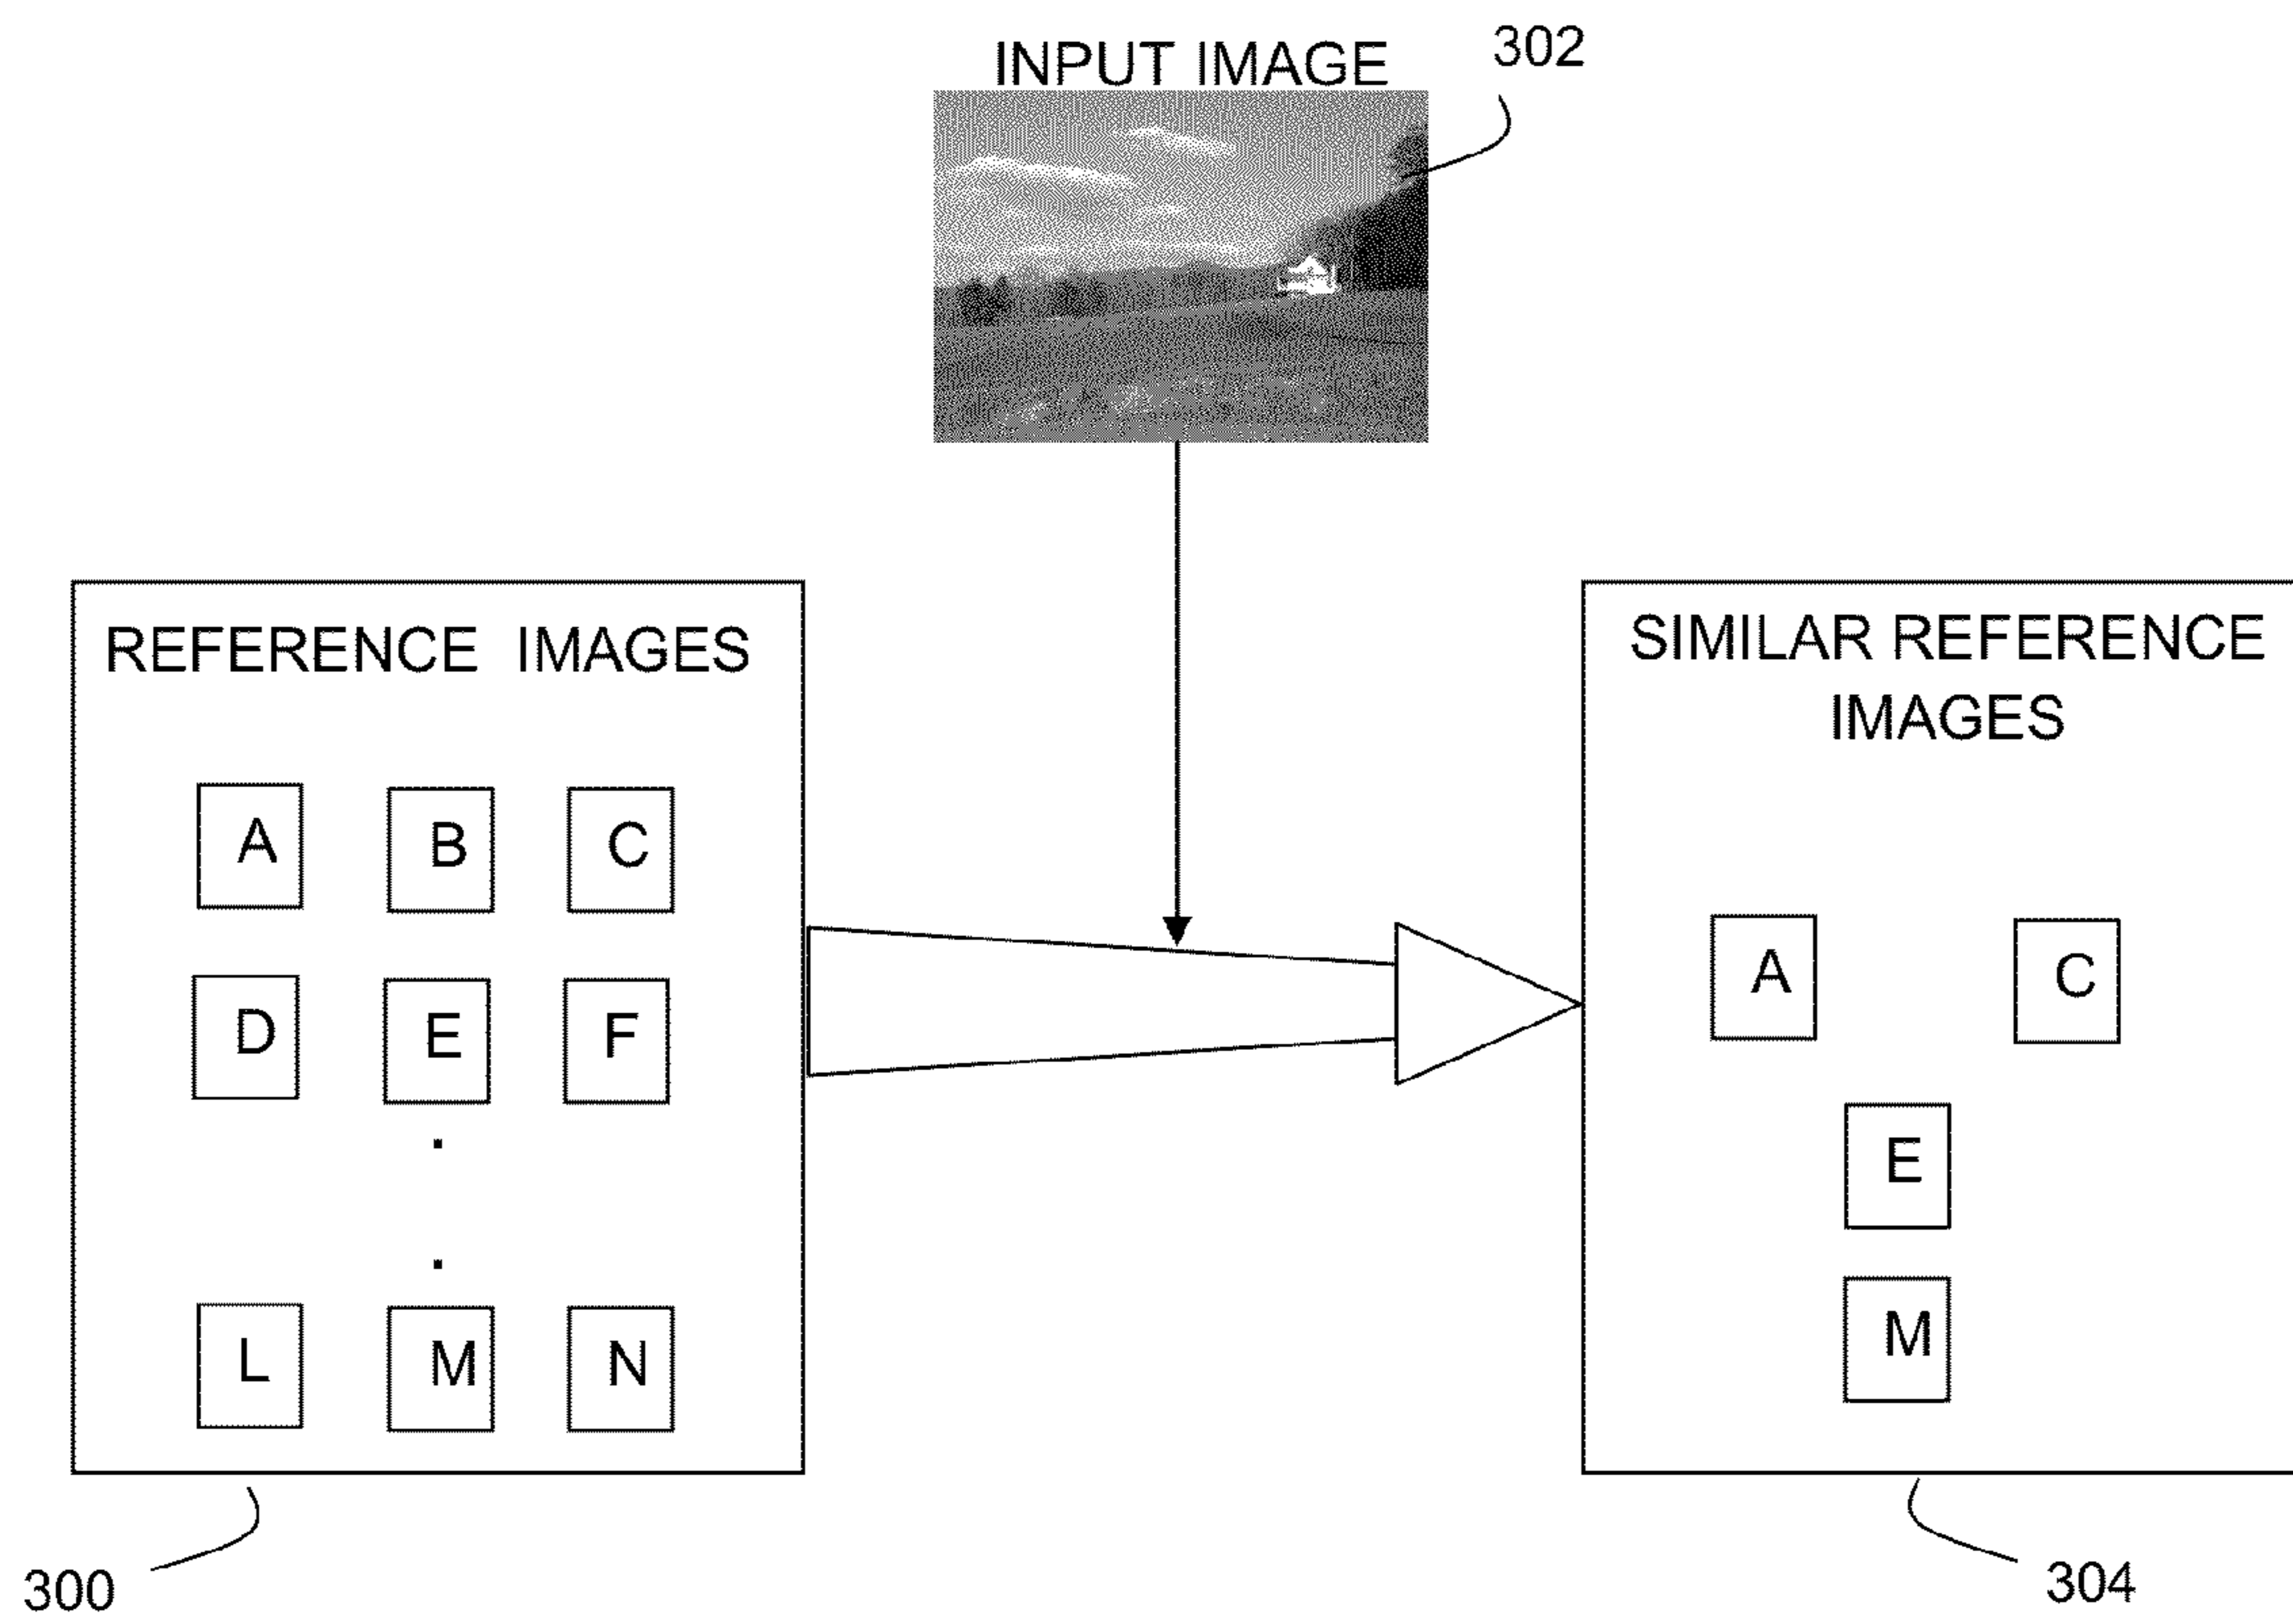 INPUT IMAGE
302
REFERENCE IMAGES
A B C
D E F
.
.
L M N
300
SIMILAR REFERENCE
IMAGES
A C
E
M
304